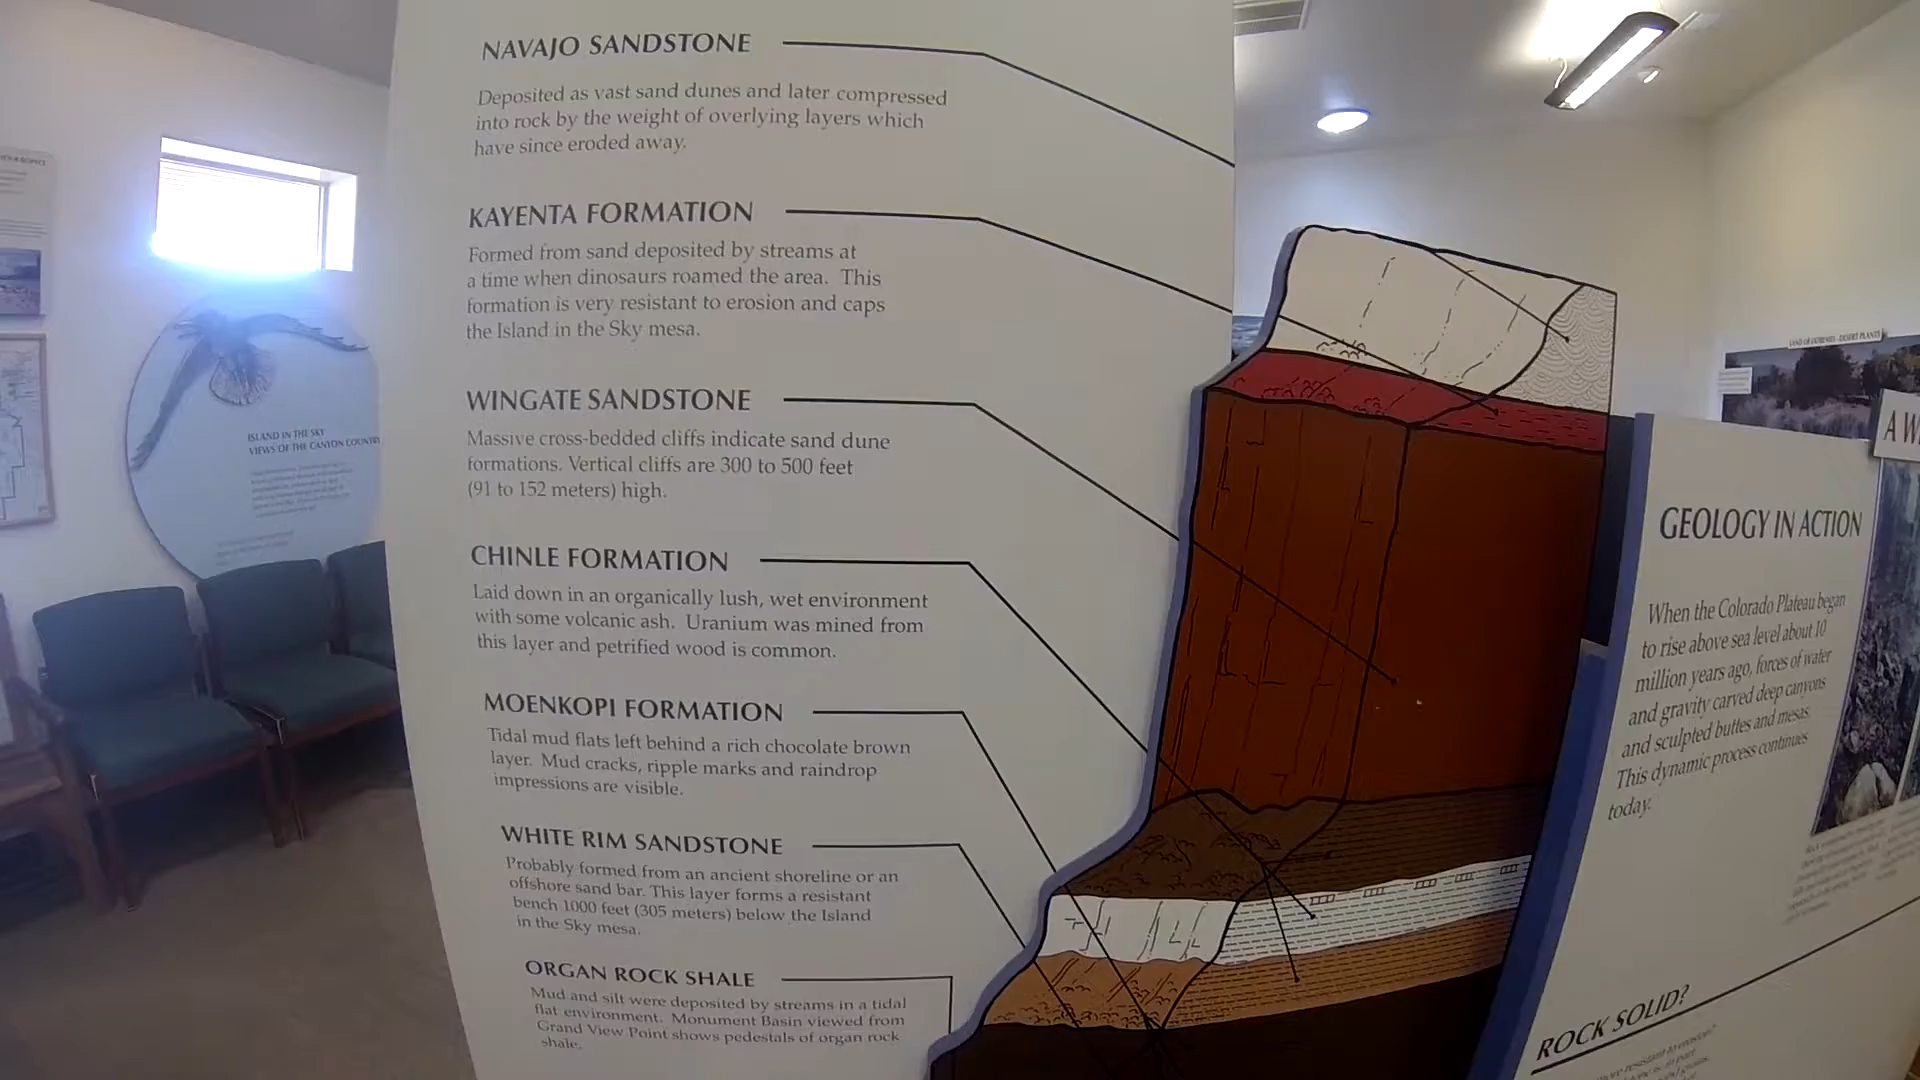 NAVAJO SANDSTONE
Deposited as vast sand dunes and later compressed
into rock by the weight of overlying layers which
have since eroded away.
KAYENTA FORMATION
Formed from sand deposited by streams at
a time when dinosaurs roamed the area. This
formation is very resistant to erosion and caps
the Island in the Sky mesa.
WINGATE SANDSTONE
Massive cross-bedded cliffs indicate sand dune
formations. Vertical cliffs are 300 to 500 feet
(91 to 152 meters) high.
CHINLE FORMATION
Laid down in an organically lush, wet environment
with some volcanic ash. Uranium was mined from
this layer and petrified wood is common.
MOENKOPI FORMATION
Tidal mud flats left behind a rich chocolate brown
layer. Mud cracks, ripple marks and raindrop
impressions are visible.
WHITE RIM SANDSTONE
Probably formed from an ancient shoreline or an
offshore sand bar. This layer forms a resistant
bench 1000 feet (305 meters) below the Island
in the Sky mesa.
ORGAN ROCK SHALE
Mud and silt were deposited by streams in a tidal
flat environment. Monument Basin viewed from
Grand View Point shows pedestals of organ rock
shale.
ISLAND IN THE SKY
VIEWS OF THE CANYON COUNTRY
LAND OF EXTREMES - DESERT PLANTS
A W
GEOLOGY IN ACTION
When the Colorado Plateau began
to rise above sea level about 10
million years ago, forces of water
and gravity carved deep canyons
and sculpted buttes and mesas.
This dynamic process continues
today.
ROCK SOLID?